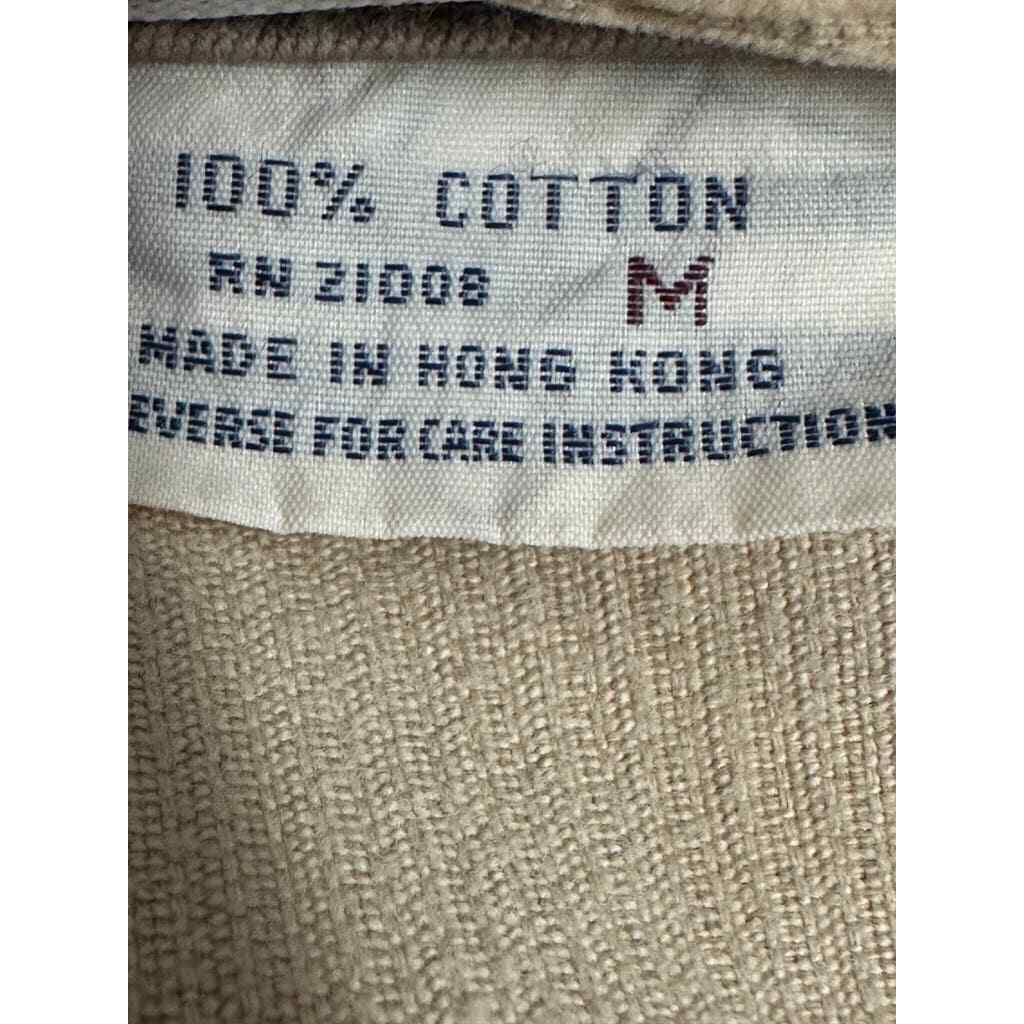 100% COTTON
RN 21008 M
MADE IN HONG KONG
EVERSE FOR CARE INSTRUCTION